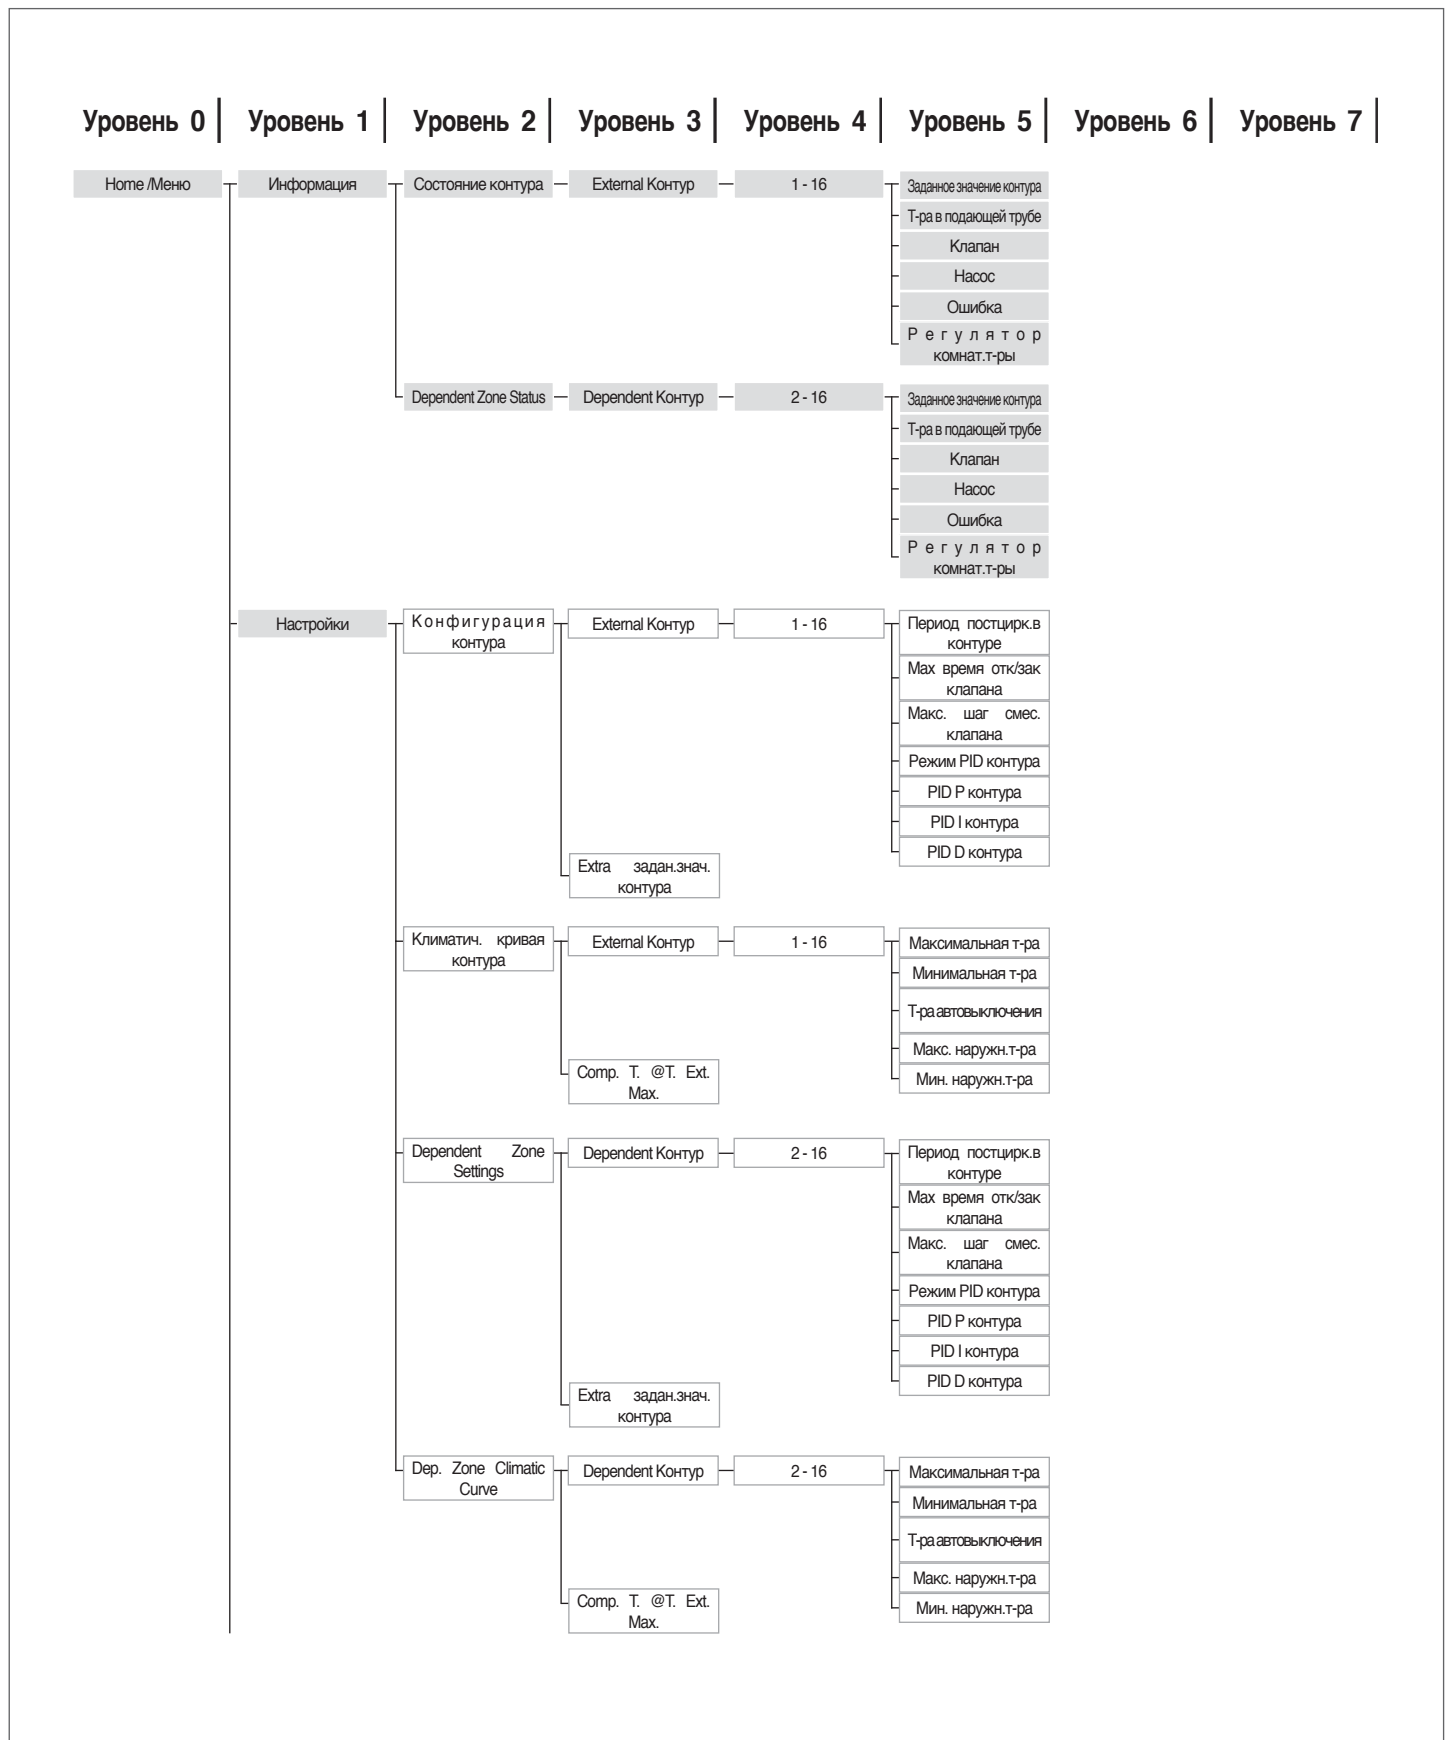 Уровень 0 Уровень 1 Уровень 2 Уровень 3 Уровень 4 Уровень 5 Уровень 6 Уровень 7
Home /Меню Информация Состояние контура External Контур 1 - 16 Заданное значение контура
Т-ра в подающей трубе
Клапан
Насос
Ошибка
Регулятор
комнат.т-ры
Dependent Zone Status Dependent Контур 2 - 16 Заданное значение контура
Т-ра в подающей трубе
Клапан
Насос
Ошибка
Регулятор
комнат.т-ры
Настройки Конфигурация
контура
External Контур 1 - 16 Период постцирк.в
контуре
Мах время отк/зак
клапана
Макс. шаг смес.
клапана
Режим PID контура
PID P контура
PID I контура
PID D контура
Extra задан.знач.
контура
Климатич. кривая
контура
External Контур 1 - 16 Максимальная т-ра
Минимальная т-ра
Т-ра автовыключения
Макс. наружн.т-ра
Мин. наружн.т-ра
Comp. T. @T. Ext.
Max.
Dependent Zone
Settings
Dependent Контур 2 - 16 Период постцирк.в
контуре
Мах время отк/зак
клапана
Макс. шаг смес.
клапана
Режим PID контура
PID P контура
PID I контура
PID D контура
Extra задан.знач.
контура
Dep. Zone Climatic
Curve
Dependent Контур 2 - 16 Максимальная т-ра
Минимальная т-ра
Т-ра автовыключения
Макс. наружн.т-ра
Мин. наружн.т-ра
Comp. T. @T. Ext.
Max.